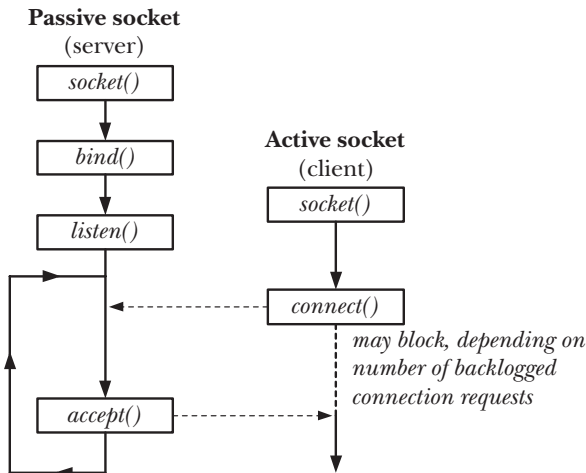 Passive socket
(server)
socket()
bind()
listen()
accept()
Active socket
(client)
socket()
connect()
may block, depending on
number of backlogged
connection requests